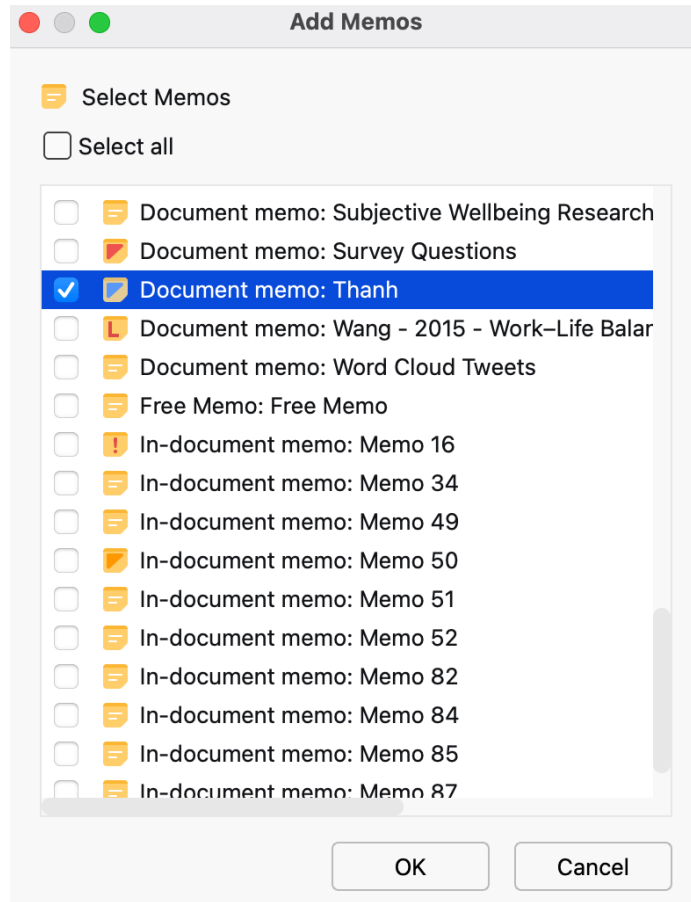 Add Memos
Select Memos
Select all
Document memo: Subjective Wellbeing Research
Document memo: Survey Questions
Document memo: Thanh
L Document memo: Wang - 2015 - Work–Life Balan
Document memo: Word Cloud Tweets
Free Memo: Free Memo
! In-document memo: Memo 16
In-document memo: Memo 34
In-document memo: Memo 49
In-document memo: Memo 50
In-document memo: Memo 51
In-document memo: Memo 52
In-document memo: Memo 82
In-document memo: Memo 84
In-document memo: Memo 85
In-document memo: Memo 87
OK Cancel